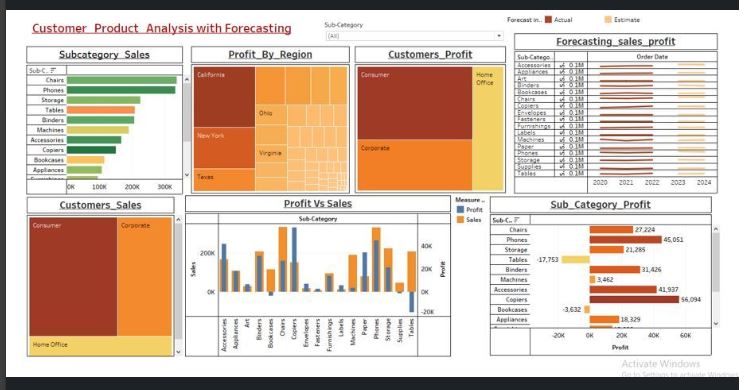 Customer_Product_Analysis with Forecasting
Sub-Category
(All)
Forecast in.. Actual Estimate
Subcategory_Sales
Sub-C..
Chairs
Phones
Storage
Tables
Binders
Machines
Accessories
Copiers
Bookcases
Appliances
0K 100K 200K 300K
Profit_By_Region
California
New York
Texas
Ohio
Virginia
Customers_Profit
Consumer
Corporate
Home
Office
Forecasting_sales_profit
Sub-Catego.. Order Date
Accessories 0.1M
Appliances 0.1M
Art 0.1M
Binders 0.1M
Bookcases 0.1M
Chairs 0.1M
Copiers 0.1M
Envelopes 0.1M
Fasteners 0.1M
Furnishings 0.1M
Labels 0.1M
Machines 0.1M
Paper 0.1M
Phones 0.1M
Storage 0.1M
Supplies 0.1M
Tables 0.1M
2020 2021 2022 2023 2024
Customers_Sales
Consumer
Corporate
Home Office
Profit Vs Sales
Sub-Category
Sales
200K
0K
40K
20K
0K
-20K
Profit
Accessories
Appliances
Art
Binders
Bookcases
Chairs
Copiers
Envelopes
Fasteners
Furnishings
Labels
Machines
Paper
Phones
Storage
Supplies
Tables
Measure ..
Profit
Sales
Sub_Category_Profit
Sub-C..
Chairs 27,224
Phones 45,051
Storage 21,285
Tables -17,753
Binders 31,426
Machines 3,462
Accessories 41,937
Copiers 56,094
Bookcases -3,632
Appliances 18,329
-20K 0K 20K 40K 60K
Profit
Activate Windows
Go to Settings to activate Windows.